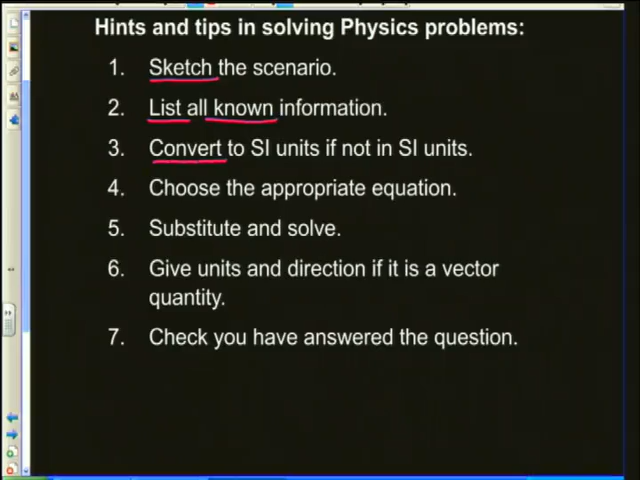 Hints and tips in solving Physics problems:
1. Sketch the scenario.
2. List all known information.
3. Convert to SI units if not in SI units.
4. Choose the appropriate equation.
5. Substitute and solve.
6. Give units and direction if it is a vector
quantity.
7. Check you have answered the question.